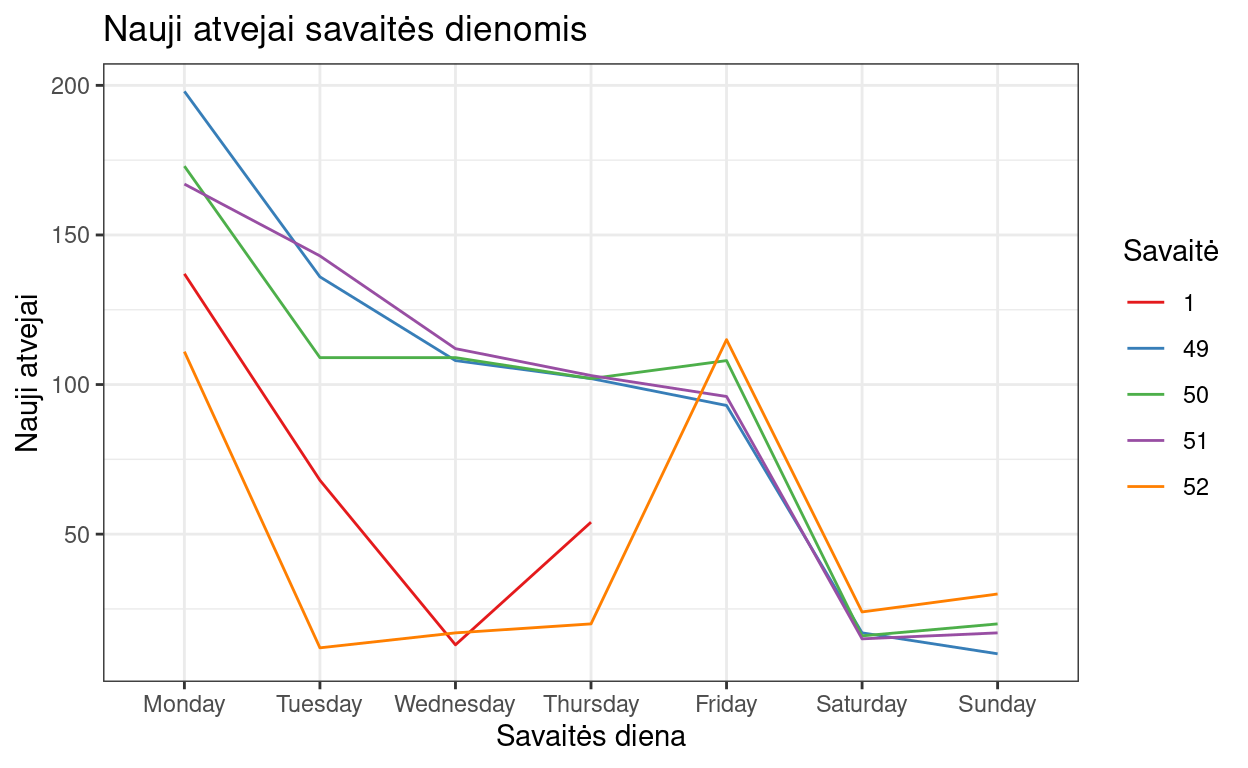 Nauji atvejai savaitės dienomis
Nauji atvejai
200
150
100
50
Monday Tuesday Wednesday Thursday Friday Saturday Sunday
Savaitės diena
Savaitė
1
49
50
51
52